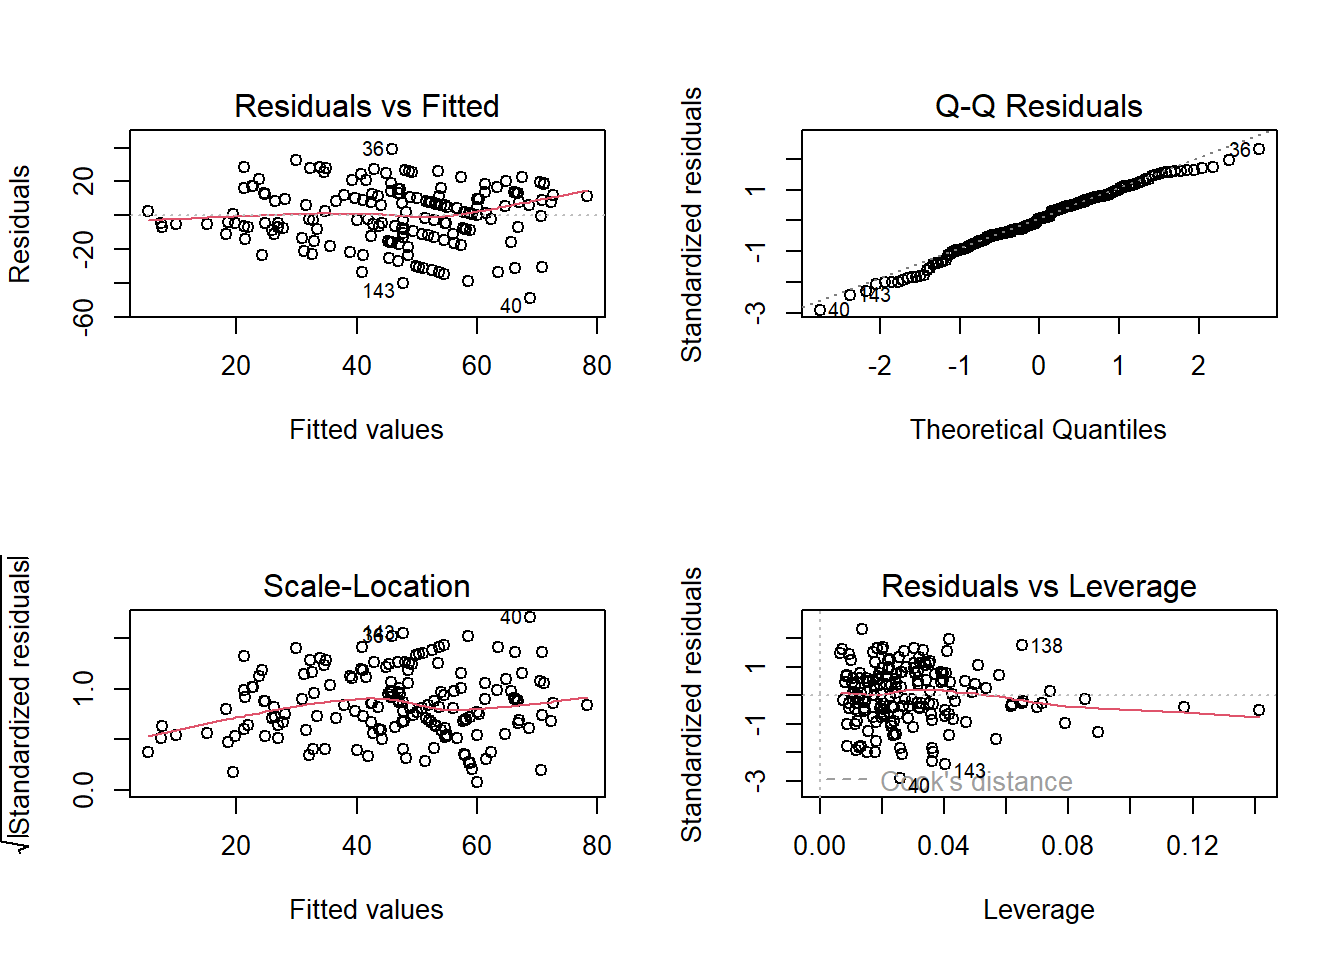 Residuals vs Fitted
Residuals
20
-20
-60
36
143
40
20 40 60 80
Fitted values
Q-Q Residuals
Standardized residuals
1
-1
-3
36
143
40
-2 -1 0 1 2
Theoretical Quantiles
Scale-Location
√|Standardized residuals|
1.0
0.0
40
143
36
20 40 60 80
Fitted values
Residuals vs Leverage
Standardized residuals
1
-1
-3
138
143
40
Cook's distance
0.00 0.04 0.08 0.12
Leverage